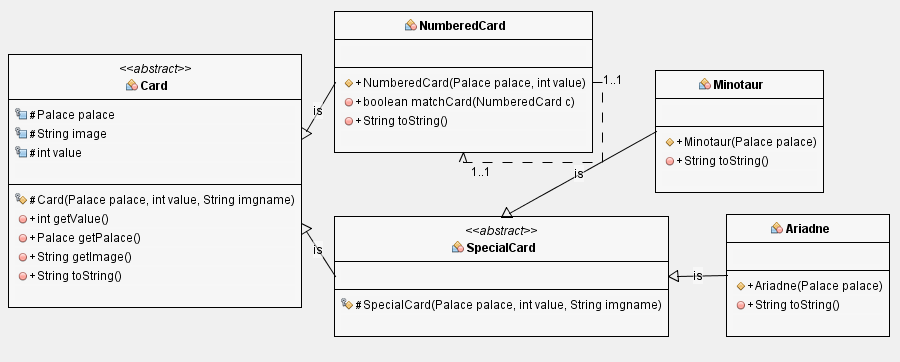 <<abstract>>
Card
# Palace palace
# String image
# int value
# Card(Palace palace, int value, String imgname)
+ int getValue()
+ Palace getPalace()
+ String getImage()
+ String toString()
is
is
NumberedCard
+ NumberedCard(Palace palace, int value)
+ boolean matchCard(NumberedCard c)
+ String toString()
1..1
1..1
<<abstract>>
SpecialCard
# SpecialCard(Palace palace, int value, String imgname)
is
is
Minotaur
+ Minotaur(Palace palace)
+ String toString()
Ariadne
+ Ariadne(Palace palace)
+ String toString()